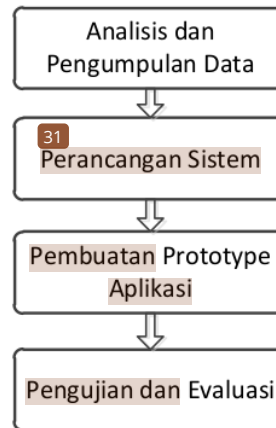 Analisis dan
Pengumpulan Data
31
Perancangan Sistem
Pembuatan Prototype
Aplikasi
Pengujian dan Evaluasi